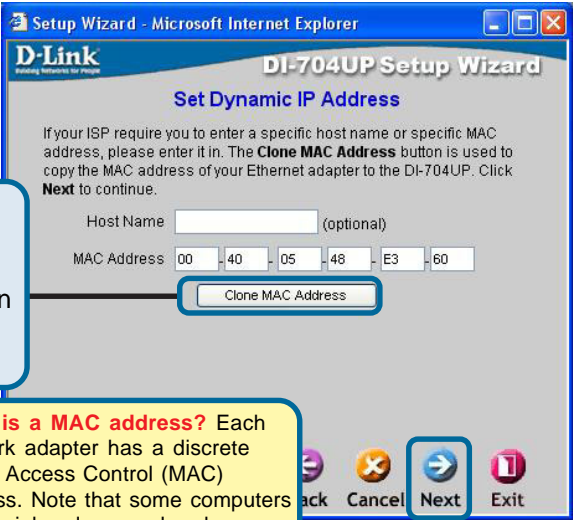 Setup Wizard - Microsoft Internet Explorer
D-Link
Building Networks for People
DI-704UP Setup Wizard
Set Dynamic IP Address
If your ISP require you to enter a specific host name or specific MAC
address, please enter it in. The Clone MAC Address button is used to
copy the MAC address of your Ethernet adapter to the DI-704UP. Click
Next to continue.
Host Name (optional)
MAC Address 00 - 40 - 05 - 48 - E3 - 60
n
Clone MAC Address
is a MAC address? Each
rk adapter has a discrete
Access Control (MAC)
ss. Note that some computers
ack Cancel Next Exit